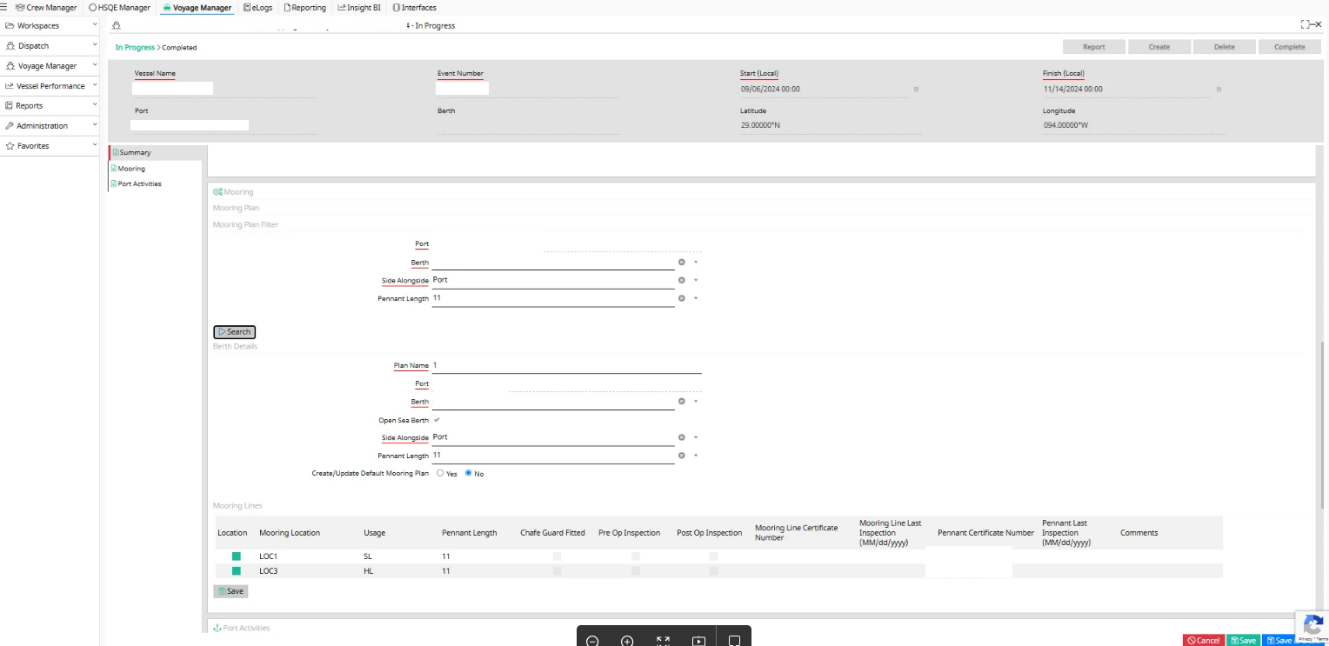 Crew Manager HSQE Manager Voyage Manager eLogs Reporting Insight BI Interfaces
Workspaces
- In Progress
Dispatch
In Progress > Completed
Report Create Delete Complete
Voyage Manager
Vessel Performance
Reports
Administration
Favorites
Vessel Name Event Number Start (Local) Finish (Local)
09/06/2024 00:00 11/14/2024 00:00
Port Berth Latitude Longitude
29.00000°N 094.00000°W
Summary
Mooring
Port Activities
Mooring
Mooring Plan
Mooring Plan Filter
Port
Berth
Side Alongside Port
Pennant Length 11
Search
Berth Details
Plan Name 1
Port
Berth
Open Sea Berth
Side Alongside Port
Pennant Length 11
Create/Update Default Mooring Plan Yes No
Mooring Lines
Location Mooring Location Usage Pennant Length Chafe Guard Fitted Pre Op Inspection Post Op Inspection Mooring Line Certificate Number Mooring Line Last Inspection (MM/dd/yyyy) Pennant Certificate Number Pennant Last Inspection (MM/dd/yyyy) Comments
LOC1 SL 11
LOC3 HL 11
Save
Port Activities
Cancel Save Save
Privacy - Terms